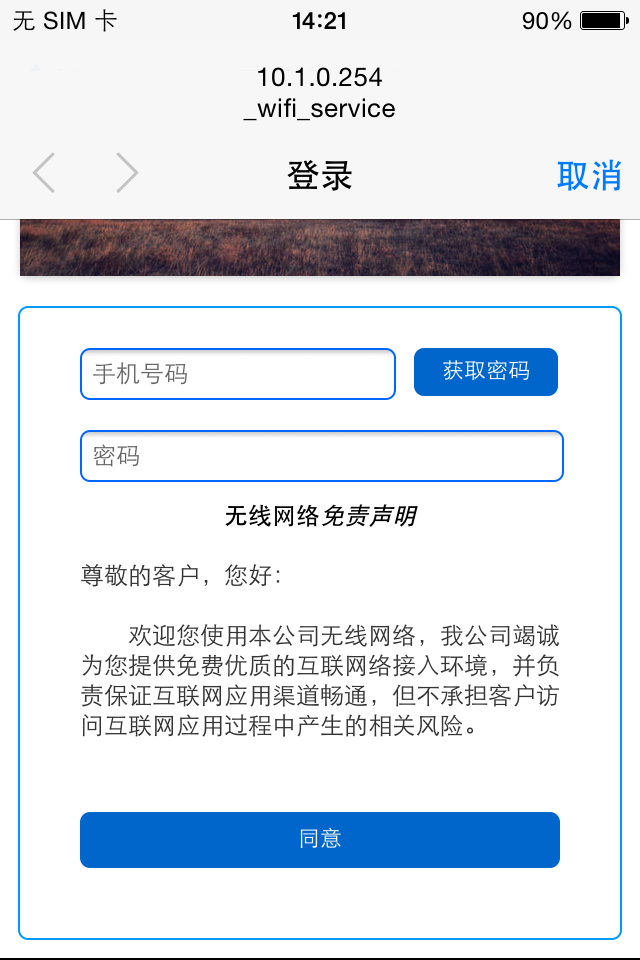 无 SIM 卡 14:21 90%
10.1.0.254
_wifi_service
登录 取消
手机号码 获取密码
密码
无线网络免责声明
尊敬的客户，您好：
欢迎您使用本公司无线网络，我公司竭诚
为您提供免费优质的互联网络接入环境，并负
责保证互联网应用渠道畅通，但不承担客户访
问互联网应用过程中产生的相关风险。
同意